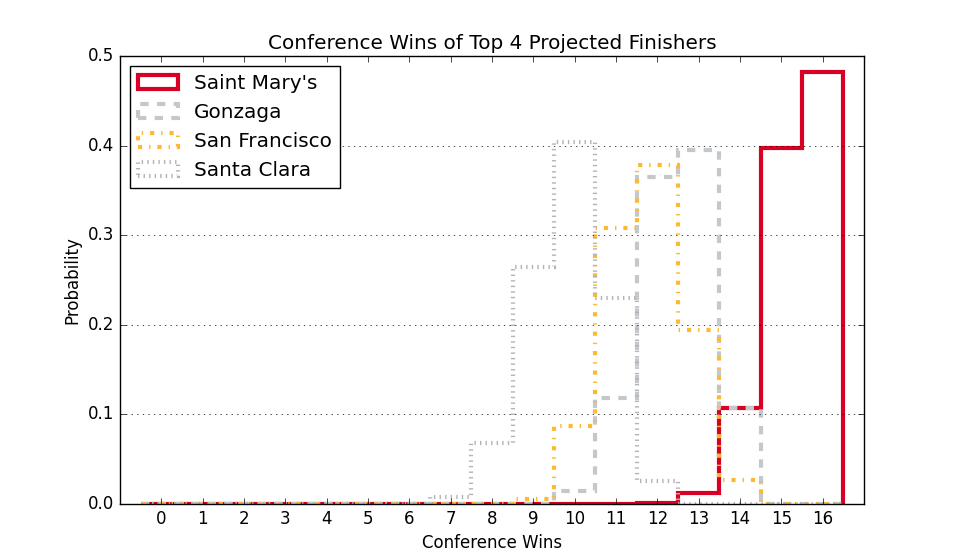 Conference Wins of Top 4 Projected Finishers
0.5
0.4
0.3
0.2
0.1
0.0
Probability
Saint Mary's
Gonzaga
San Francisco
Santa Clara
0 1 2 3 4 5 6 7 8 9 10 11 12 13 14 15 16
Conference Wins